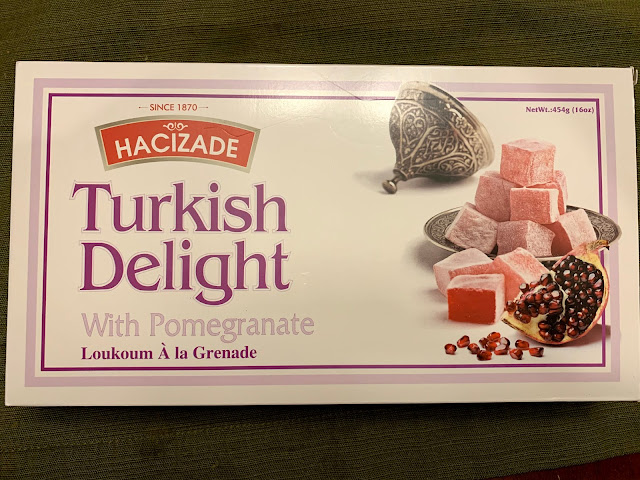 SINCE 1870
HACIZADE
NetWt.:454g (16oz)
Turkish
Delight
With Pomegranate
Loukoum À la Grenade